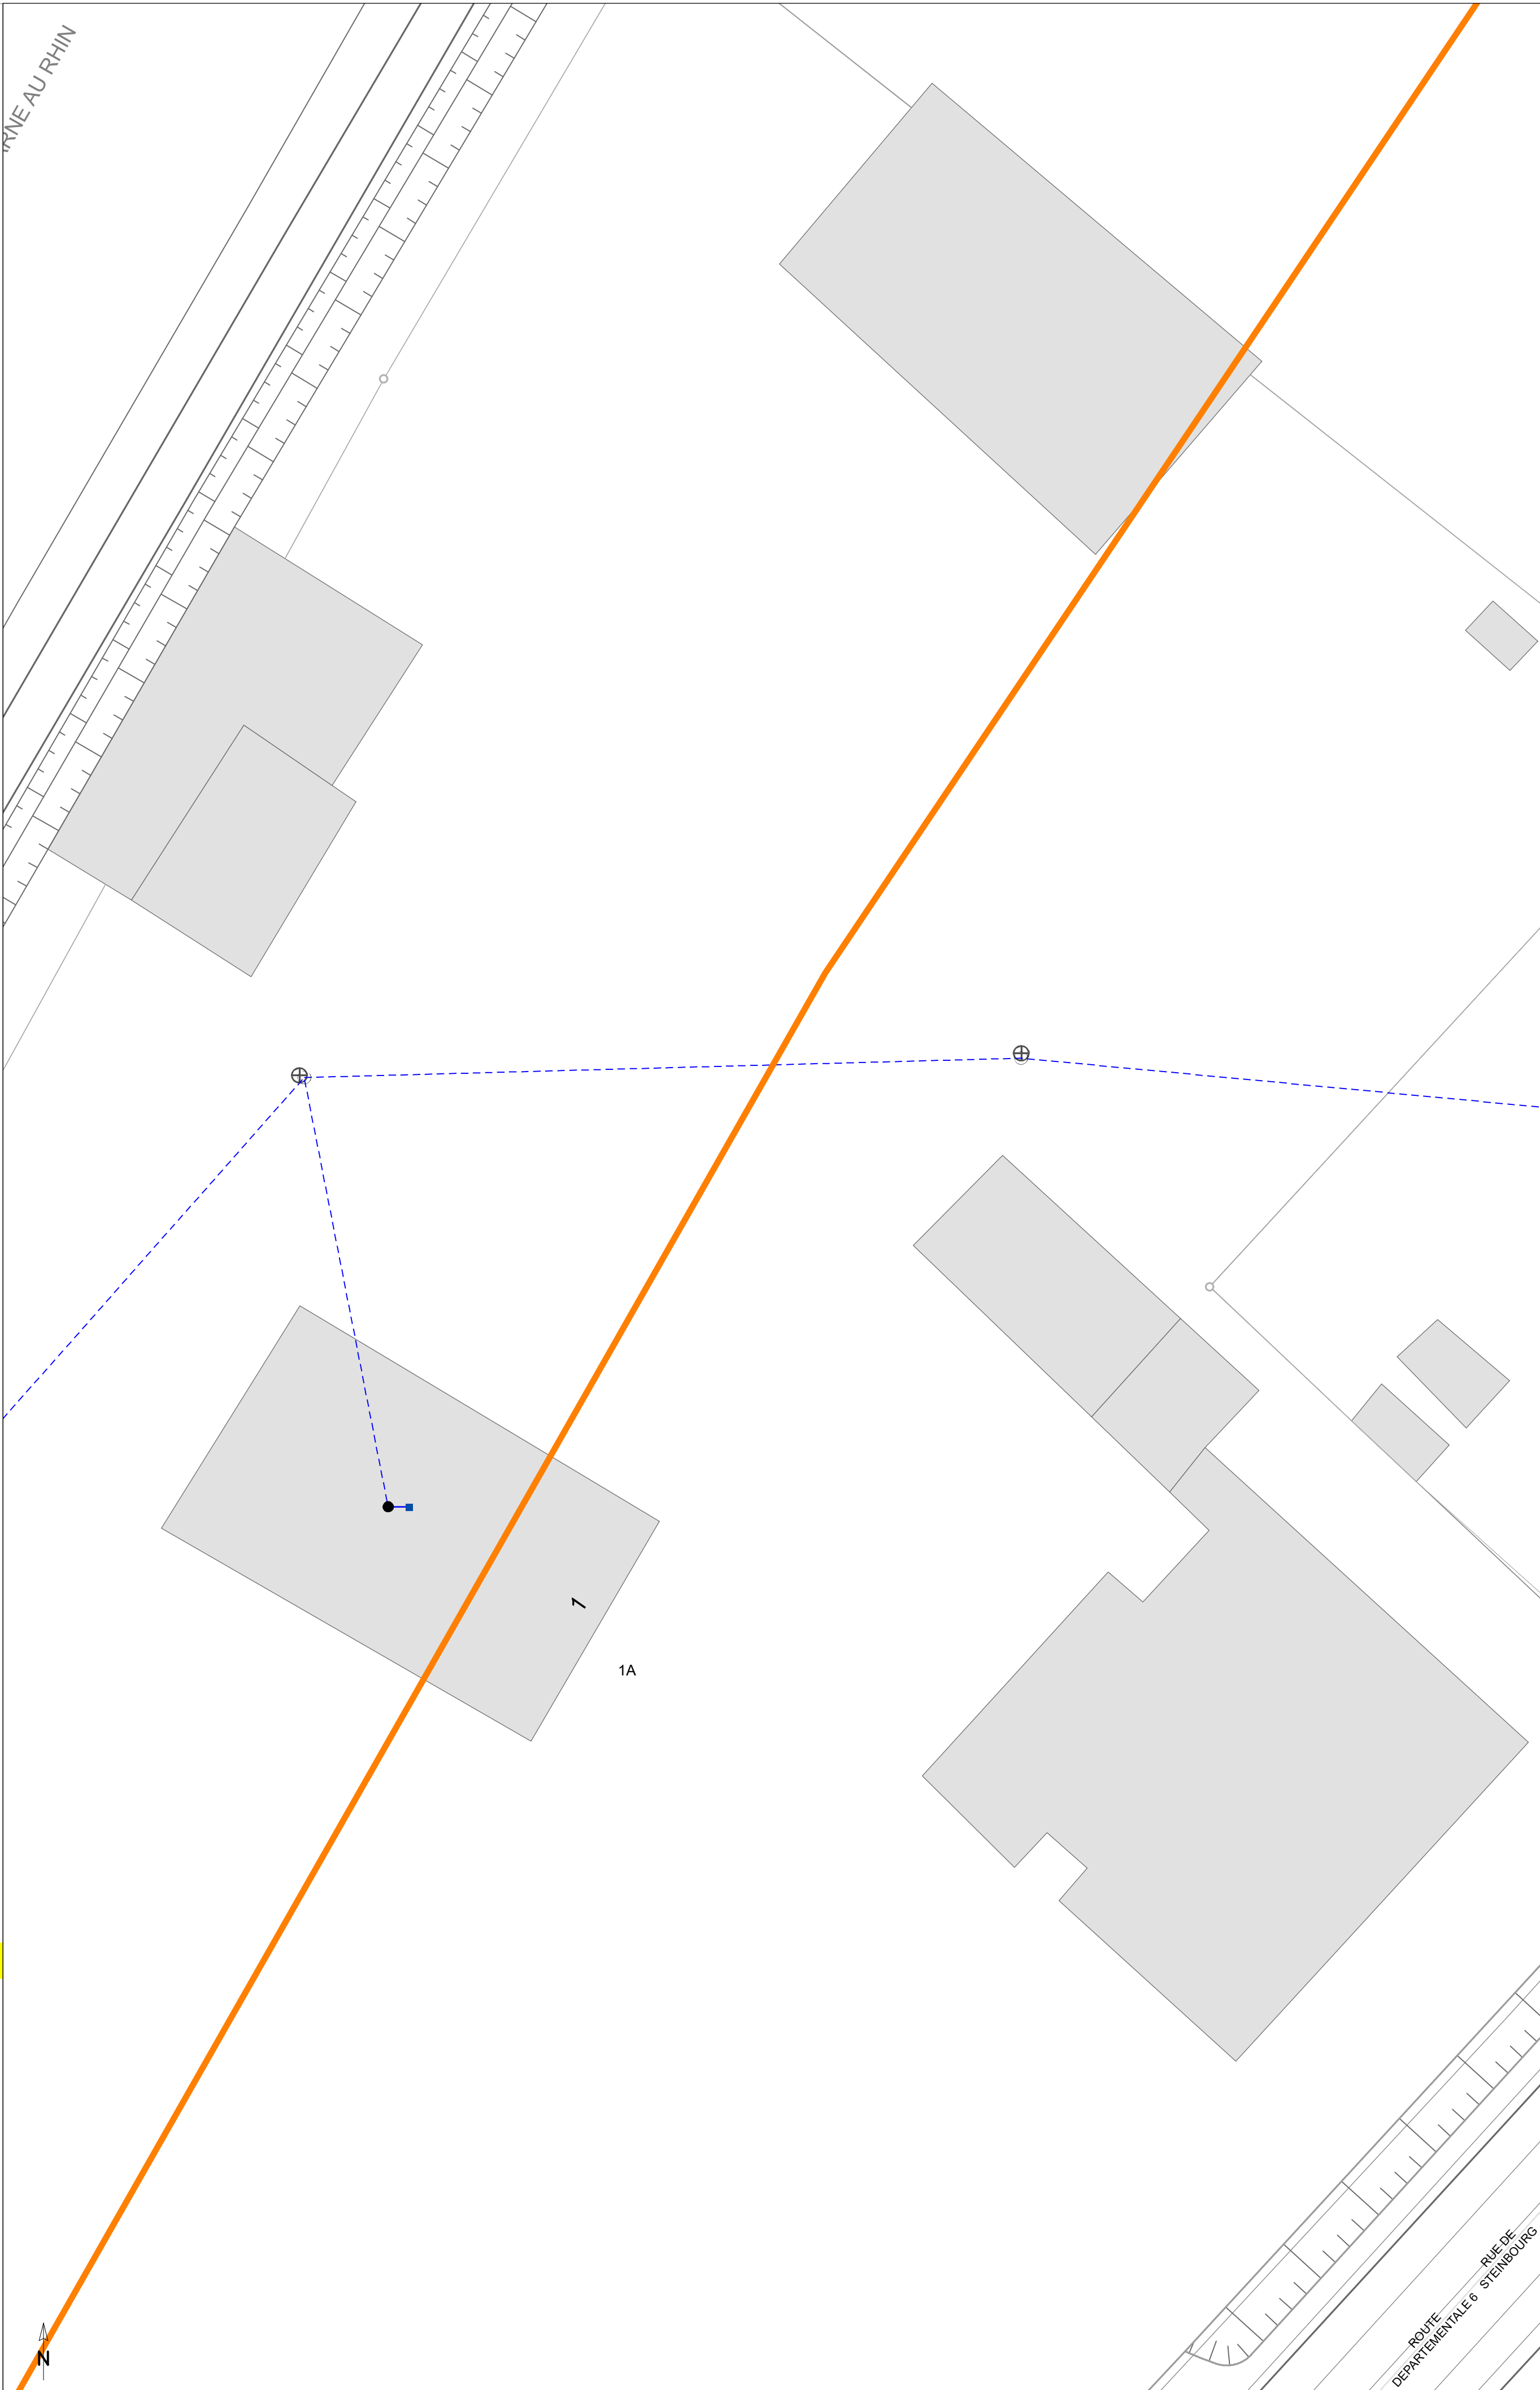 RNE AU RHIN
1
1A
RUE DE
STEINBOURG
ROUTE
DEPARTEMENTALE 6
N